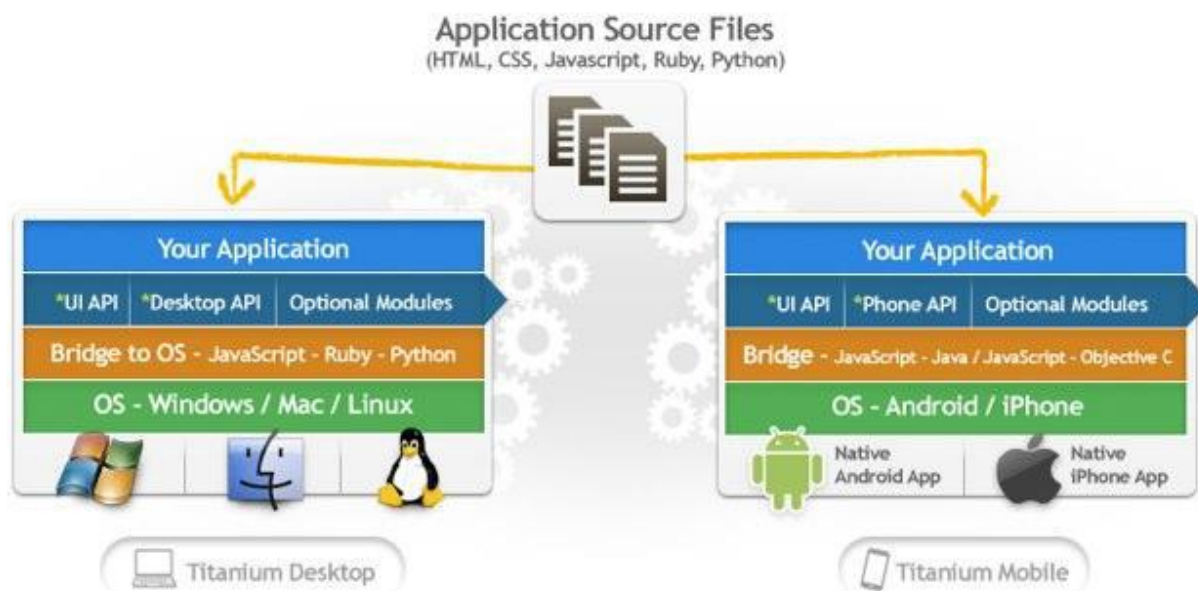 Application Source Files
(HTML, CSS, Javascript, Ruby, Python)
Your Application
*UI API *Desktop API Optional Modules
Bridge to OS - JavaScript - Ruby - Python
OS - Windows / Mac / Linux
Titanium Desktop
Your Application
*UI API *Phone API Optional Modules
Bridge - JavaScript - Java / JavaScript - Objective C
OS - Android / iPhone
Native
Android App
Native
iPhone App
Titanium Mobile